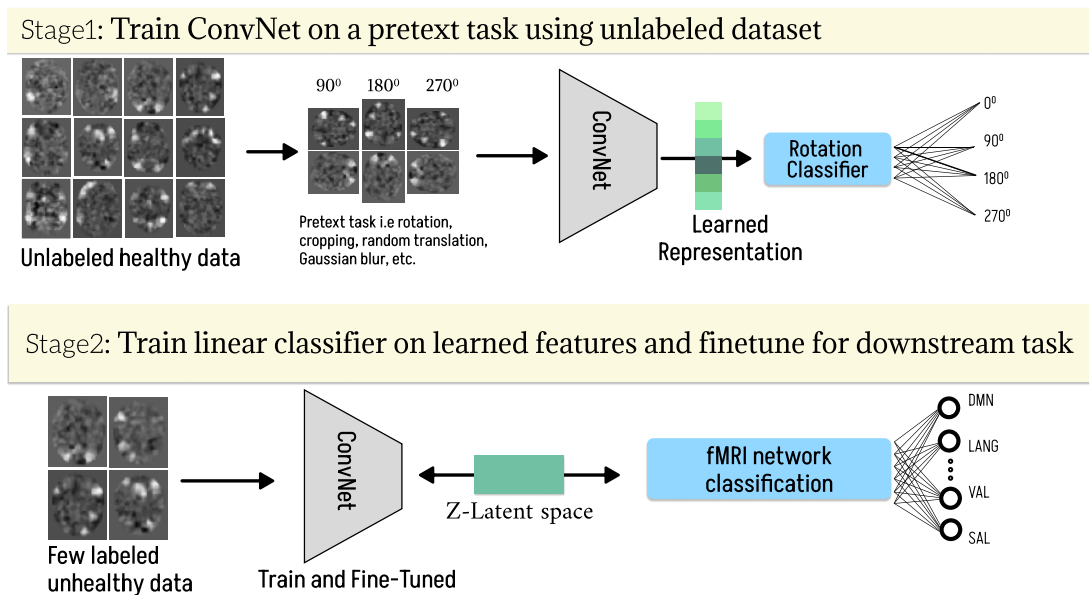 Stage1: Train ConvNet on a pretext task using unlabeled dataset
90⁰ 180⁰ 270⁰
Unlabeled healthy data
Pretext task i.e rotation,
cropping, random translation,
Gaussian blur, etc.
ConvNet
Learned
Representation
Rotation
Classifier
0⁰
90⁰
180⁰
270⁰
Stage2: Train linear classifier on learned features and finetune for downstream task
Few labeled
unhealthy data
ConvNet
Train and Fine-Tuned
Z-Latent space
fMRI network
classification
DMN
LANG
VAL
SAL